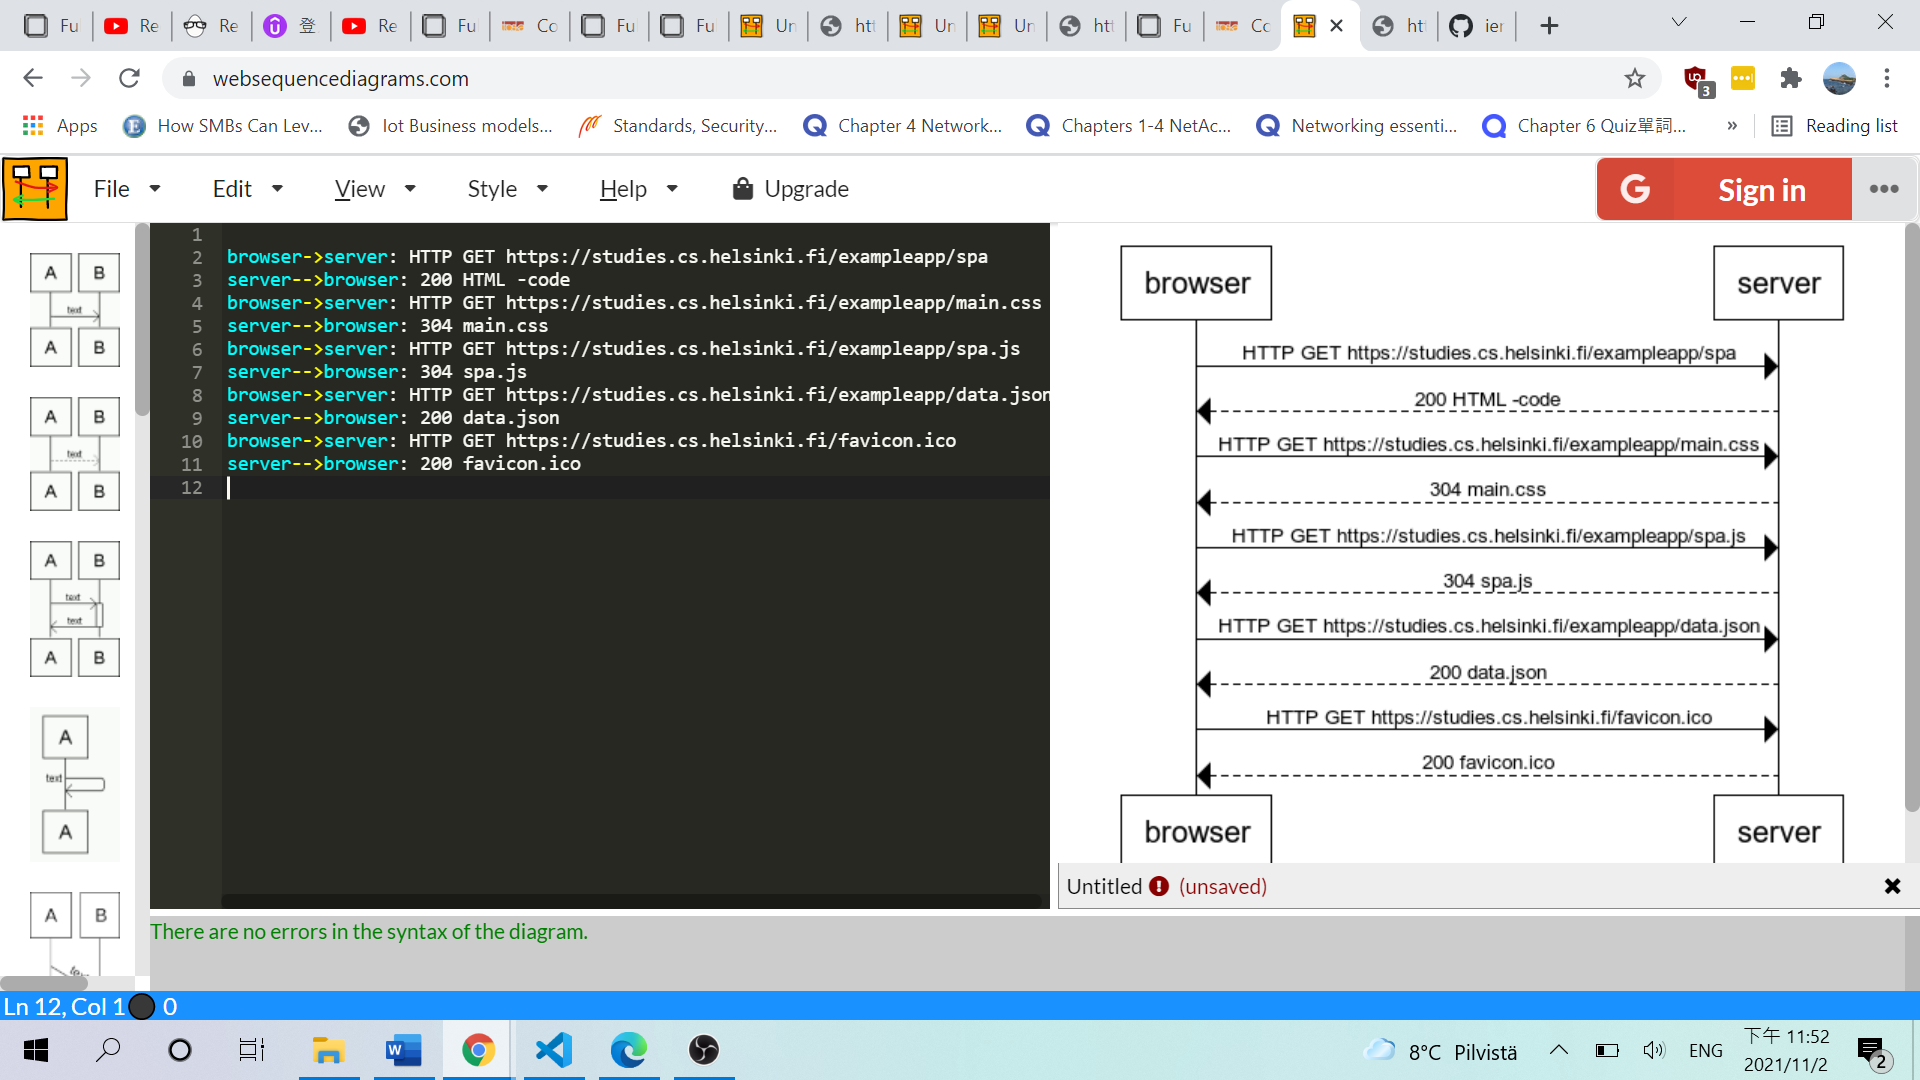 Fu
Re
Re
登
Re
Fu
Co
Fu
Fu
Un
htt
Un
Un
htt
Fu
Co
htt
ier
websequencediagrams.com
3
Apps
How SMBs Can Lev...
Iot Business models...
Standards, Security...
Chapter 4 Network...
Chapters 1-4 NetAc...
Networking essenti...
Chapter 6 Quiz單詞...
»
Reading list
File
Edit
View
Style
Help
Upgrade
G Sign in
A B
text
A B
A B
text
A B
A B
text
text
A B
A
text
A
A B
1
2 browser->server: HTTP GET https://studies.cs.helsinki.fi/exampleapp/spa
3 server-->browser: 200 HTML -code
4 browser->server: HTTP GET https://studies.cs.helsinki.fi/exampleapp/main.css
5 server-->browser: 304 main.css
6 browser->server: HTTP GET https://studies.cs.helsinki.fi/exampleapp/spa.js
7 server-->browser: 304 spa.js
8 browser->server: HTTP GET https://studies.cs.helsinki.fi/exampleapp/data.json
9 server-->browser: 200 data.json
10 browser->server: HTTP GET https://studies.cs.helsinki.fi/favicon.ico
11 server-->browser: 200 favicon.ico
12
browser server
HTTP GET https://studies.cs.helsinki.fi/exampleapp/spa
200 HTML -code
HTTP GET https://studies.cs.helsinki.fi/exampleapp/main.css
304 main.css
HTTP GET https://studies.cs.helsinki.fi/exampleapp/spa.js
304 spa.js
HTTP GET https://studies.cs.helsinki.fi/exampleapp/data.json
200 data.json
HTTP GET https://studies.cs.helsinki.fi/favicon.ico
200 favicon.ico
browser server
Untitled (unsaved)
There are no errors in the syntax of the diagram.
Ln 12, Col 1 0
8°C Pilvistä
ENG
下午 11:52
2021/11/2
2